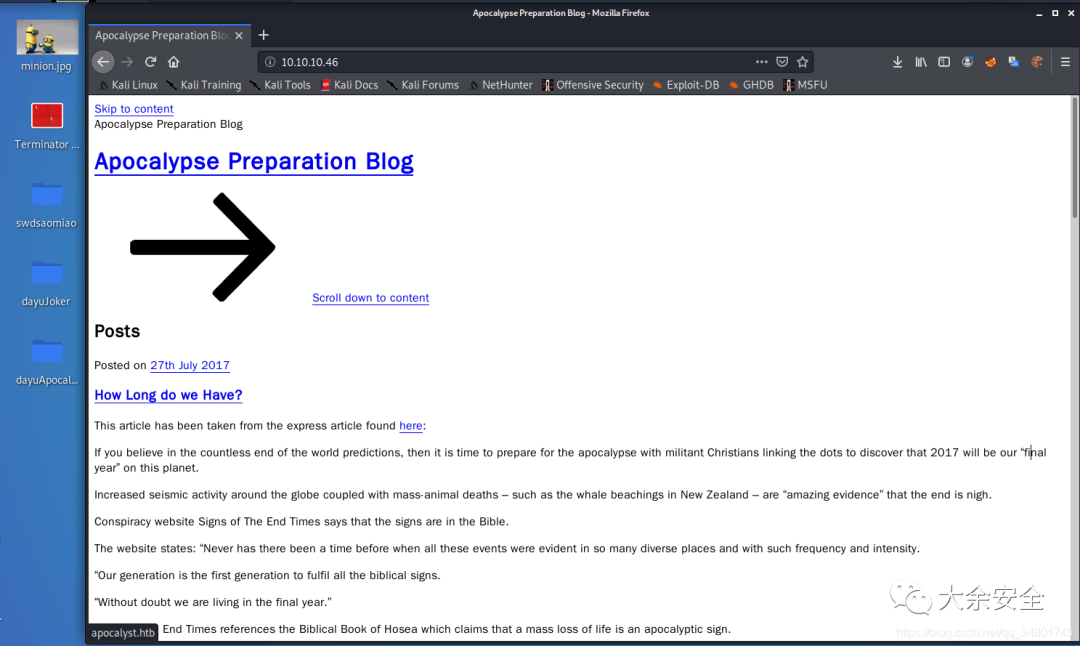 Apocalypse Preparation Blog - Mozilla Firefox
Apocalypse Preparation Blo
10.10.10.46
Kali Linux Kali Training Kali Tools Kali Docs Kali Forums NetHunter Offensive Security Exploit-DB GHDB MSFU
minion.jpg
Terminator ...
swdsaomiao
dayuJoker
dayuApocal...
Skip to content
Apocalypse Preparation Blog
Apocalypse Preparation Blog
Scroll down to content
Posts
Posted on 27th July 2017
How Long do we Have?
This article has been taken from the express article found here:
If you believe in the countless end of the world predictions, then it is time to prepare for the apocalypse with militant Christians linking the dots to discover that 2017 will be our “final
year” on this planet.
Increased seismic activity around the globe coupled with mass-animal deaths – such as the whale beachings in New Zealand – are “amazing evidence” that the end is nigh.
Conspiracy website Signs of The End Times says that the signs are in the Bible.
The website states: “Never has there been a time before when all these events were evident in so many diverse places and with such frequency and intensity.
“Our generation is the first generation to fulfil all the biblical signs.
“Without doubt we are living in the final year.”
End Times references the Biblical Book of Hosea which claims that a mass loss of life is an apocalyptic sign.
apocalyst.htb
大余安全
https://blog.csdn.net/qq_34801745